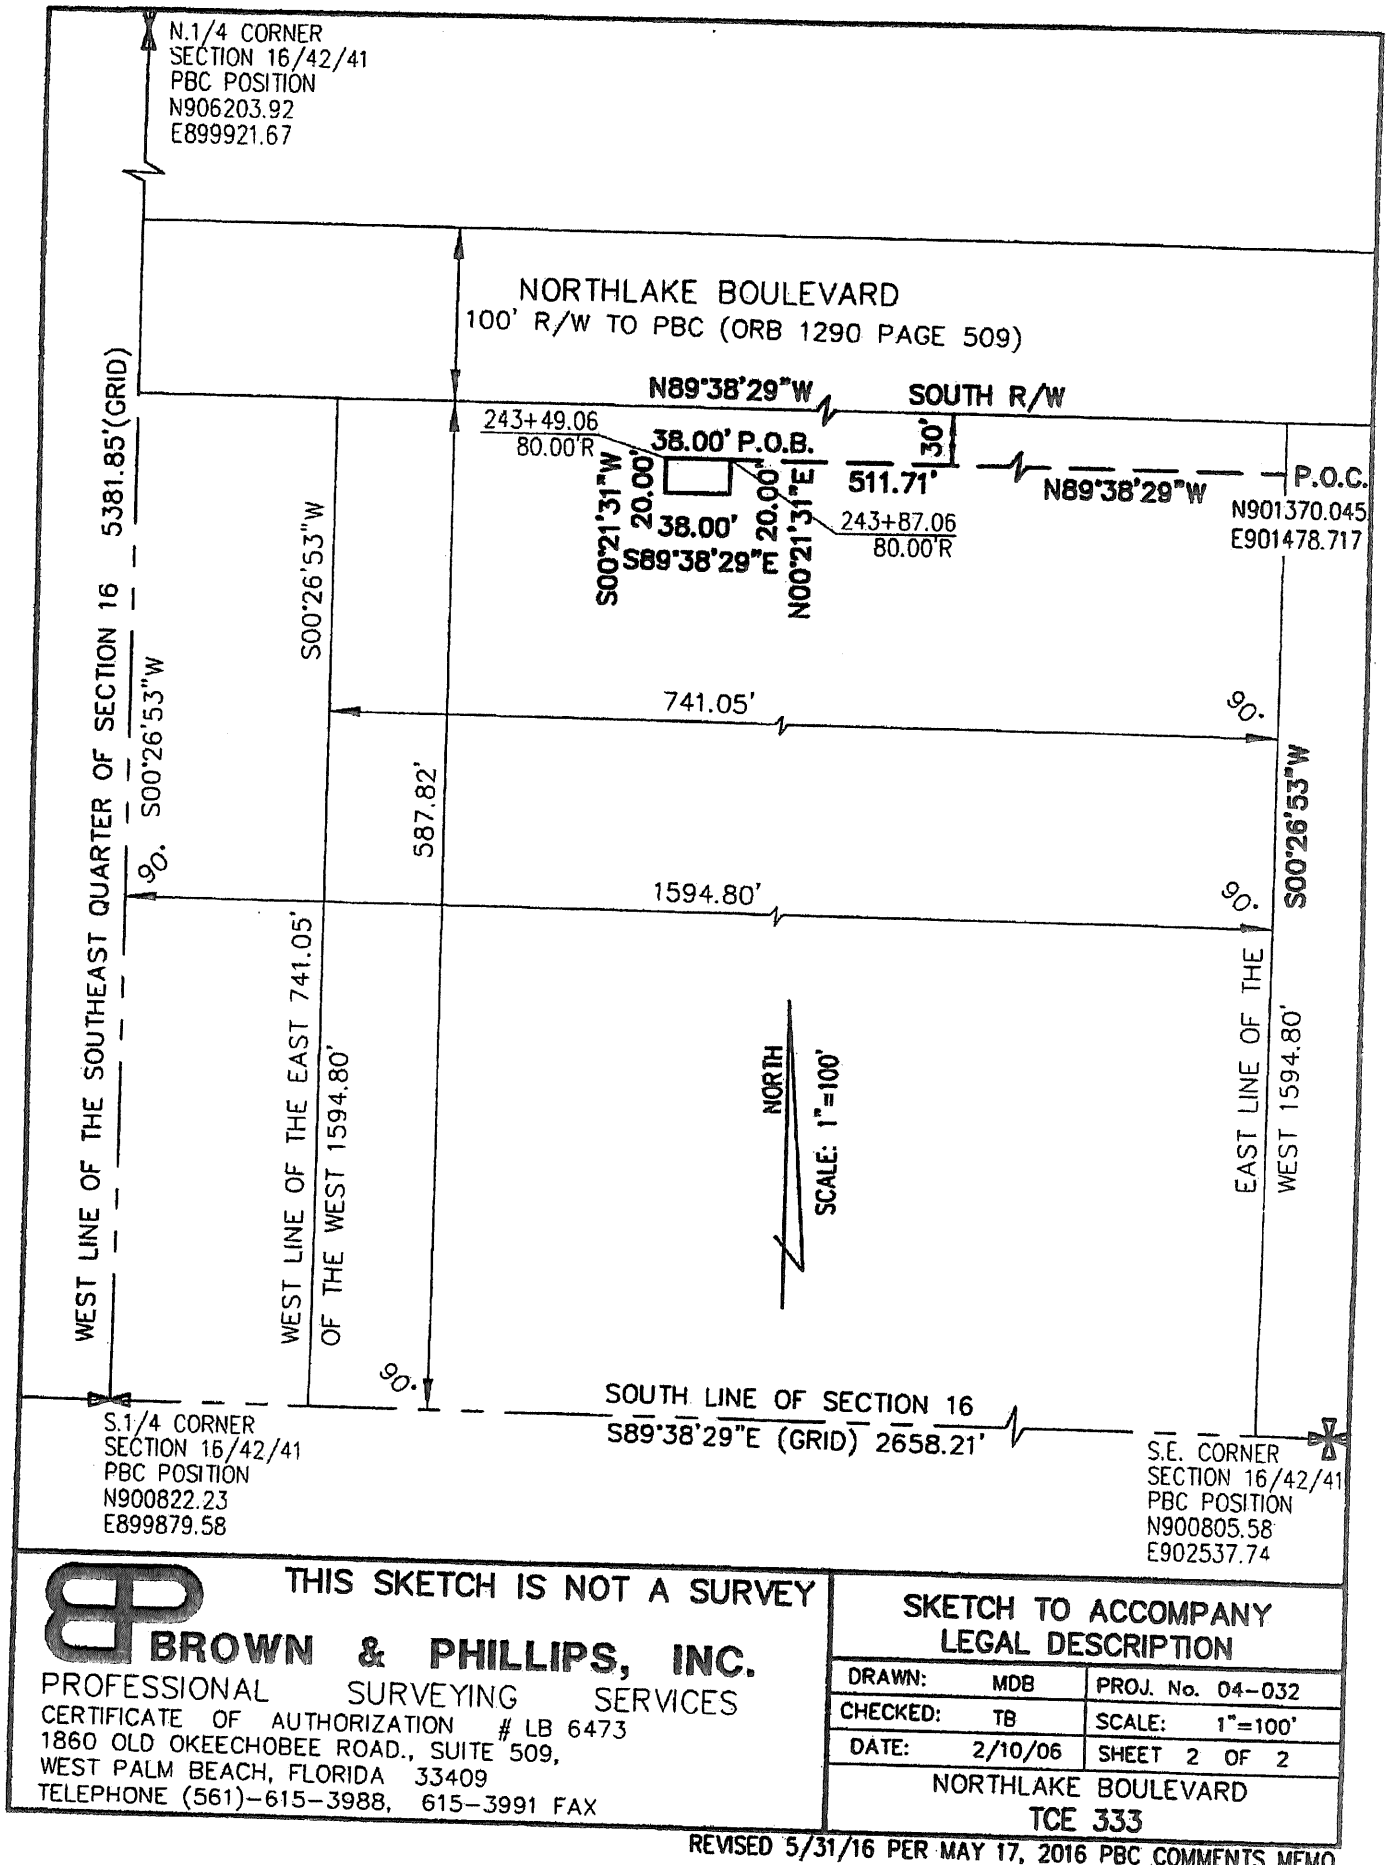 N.1/4 CORNER
SECTION 16/42/41
PBC POSITION
N906203.92
E899921.67
NORTHLAKE BOULEVARD
100' R/W TO PBC (ORB 1290 PAGE 509)
WEST LINE OF THE SOUTHEAST QUARTER OF SECTION 16 5381.85'(GRID)
S00°26'53"W
90°
N89°38'29"W
SOUTH R/W
30'
243+49.06
80.00'R
38.00' P.O.B.
S00°21'31"W
20.00'
38.00'
S89°38'29"E
20.00'
N00°21'31"E
511.71'
243+87.06
80.00'R
N89°38'29"W
P.O.C.
N901370.045
E901478.717
S00°26'53"W
741.05'
90°
587.82'
S00°26'53"W
1594.80'
90°
WEST LINE OF THE EAST 741.05'
OF THE WEST 1594.80'
EAST LINE OF THE
WEST 1594.80'
NORTH
SCALE: 1"=100'
90°
SOUTH LINE OF SECTION 16
S89°38'29"E (GRID) 2658.21'
S.1/4 CORNER
SECTION 16/42/41
PBC POSITION
N900822.23
E899879.58
S.E. CORNER
SECTION 16/42/41
PBC POSITION
N900805.58
E902537.74
THIS SKETCH IS NOT A SURVEY
BP
BROWN & PHILLIPS, INC.
PROFESSIONAL SURVEYING SERVICES
CERTIFICATE OF AUTHORIZATION # LB 6473
1860 OLD OKEECHOBEE ROAD., SUITE 509,
WEST PALM BEACH, FLORIDA 33409
TELEPHONE (561)-615-3988, 615-3991 FAX
SKETCH TO ACCOMPANY
LEGAL DESCRIPTION
DRAWN: MDB PROJ. No. 04-032
CHECKED: TB SCALE: 1"=100'
DATE: 2/10/06 SHEET 2 OF 2
NORTHLAKE BOULEVARD
TCE 333
REVISED 5/31/16 PER MAY 17, 2016 PBC COMMENTS MEMO